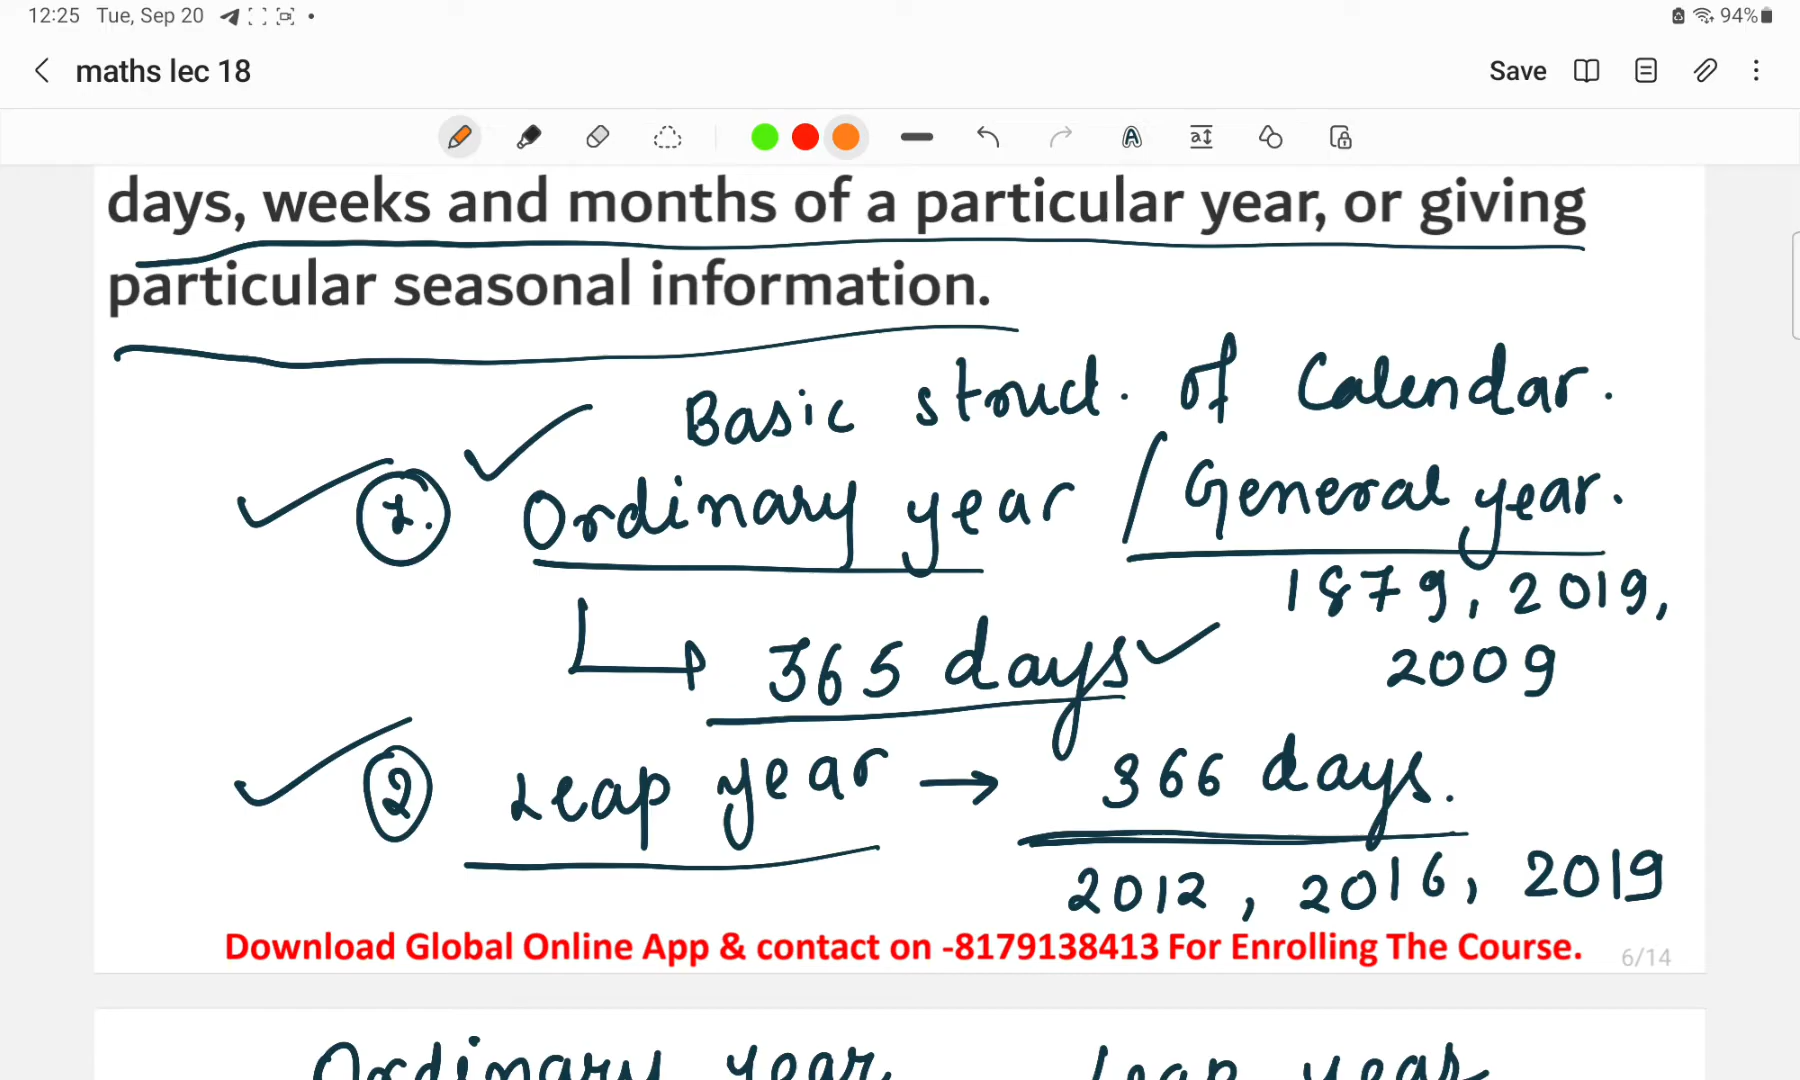 12:25 Tue, Sep 20 94%
maths lec 18 Save
days, weeks and months of a particular year, or giving
particular seasonal information.
Basic struct. of Calendar.
1. Ordinary year / General year.
1879, 2019,
365 days 2009
2 Leap year → 366 days.
2012, 2016, 2019
Download Global Online App & contact on -8179138413 For Enrolling The Course.
6/14
Ordinary year Leap year